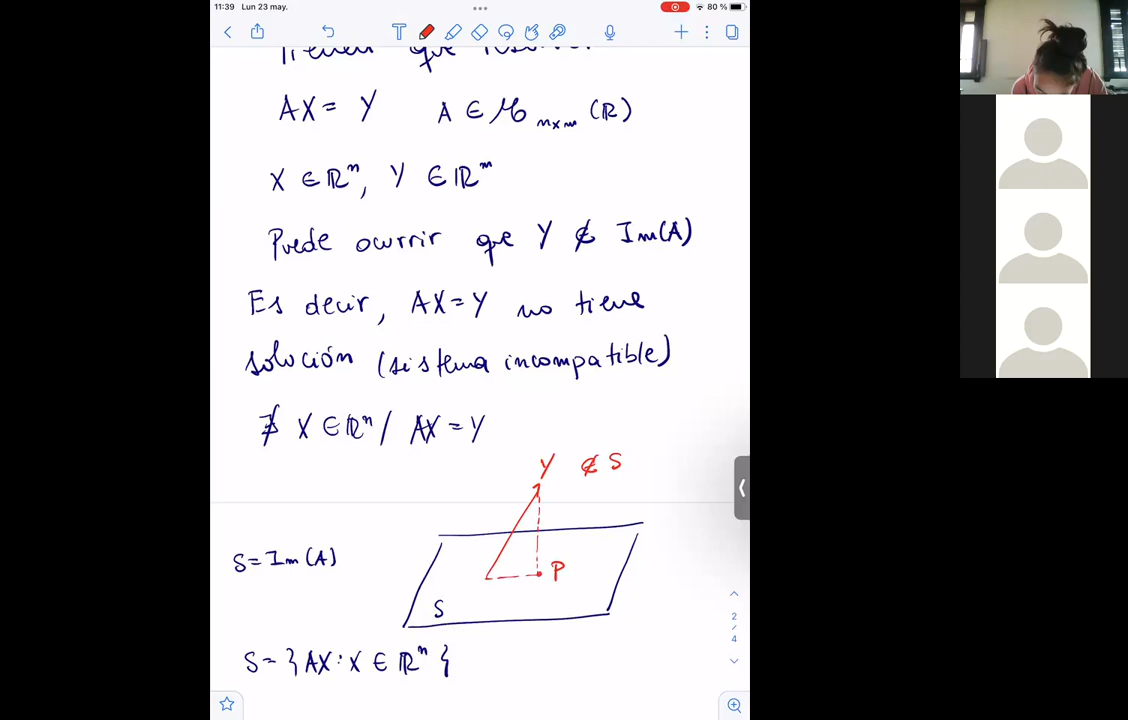 11:39 Lun 23 may. 80 %
que
AX = Y A ∈ M n×m (ℝ)
X ∈ ℝⁿ, Y ∈ ℝᵐ
Puede ocurrir que Y ∉ Im(A)
Es decir, AX = Y no tiene
solución (sistema incompatible)
∄ X ∈ ℝⁿ / AX = Y
Y ∉ S
S = Im(A)
P
S
S = { AX : X ∈ ℝⁿ }
2
/
4